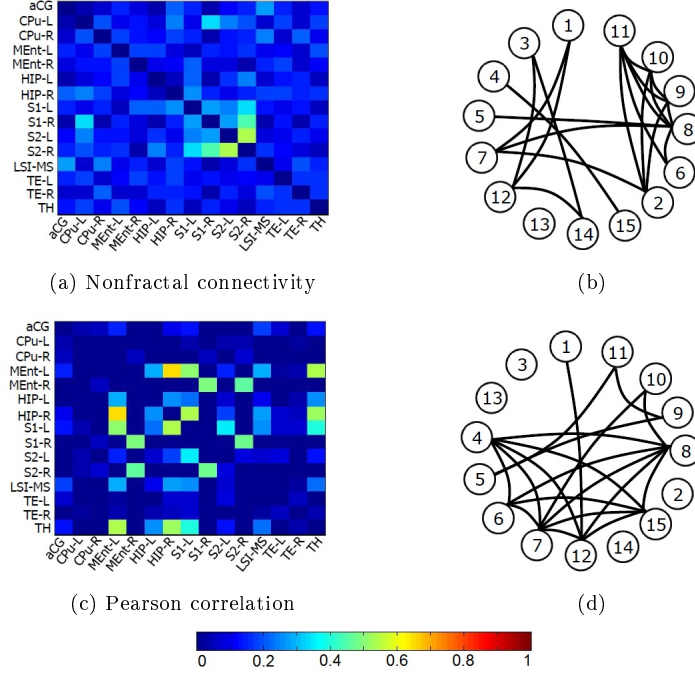 aCG
CPu-L
CPu-R
MEnt-L
MEnt-R
HIP-L
HIP-R
S1-L
S1-R
S2-L
S2-R
LSI-MS
TE-L
TE-R
TH
aCG CPu-L CPu-R MEnt-L MEnt-R HIP-L HIP-R S1-L S1-R S2-L S2-R LSI-MS TE-L TE-R TH
(a) Nonfractal connectivity
1
11
3
10
4
9
5
8
7
6
12
2
13
14
15
(b)
aCG
CPu-L
CPu-R
MEnt-L
MEnt-R
HIP-L
HIP-R
S1-L
S1-R
S2-L
S2-R
LSI-MS
TE-L
TE-R
TH
aCG CPu-L CPu-R MEnt-L MEnt-R HIP-L HIP-R S1-L S1-R S2-L S2-R LSI-MS TE-L TE-R TH
(c) Pearson correlation
1
11
3
10
13
9
4
8
5
2
6
15
7
12
14
(d)
0 0.2 0.4 0.6 0.8 1